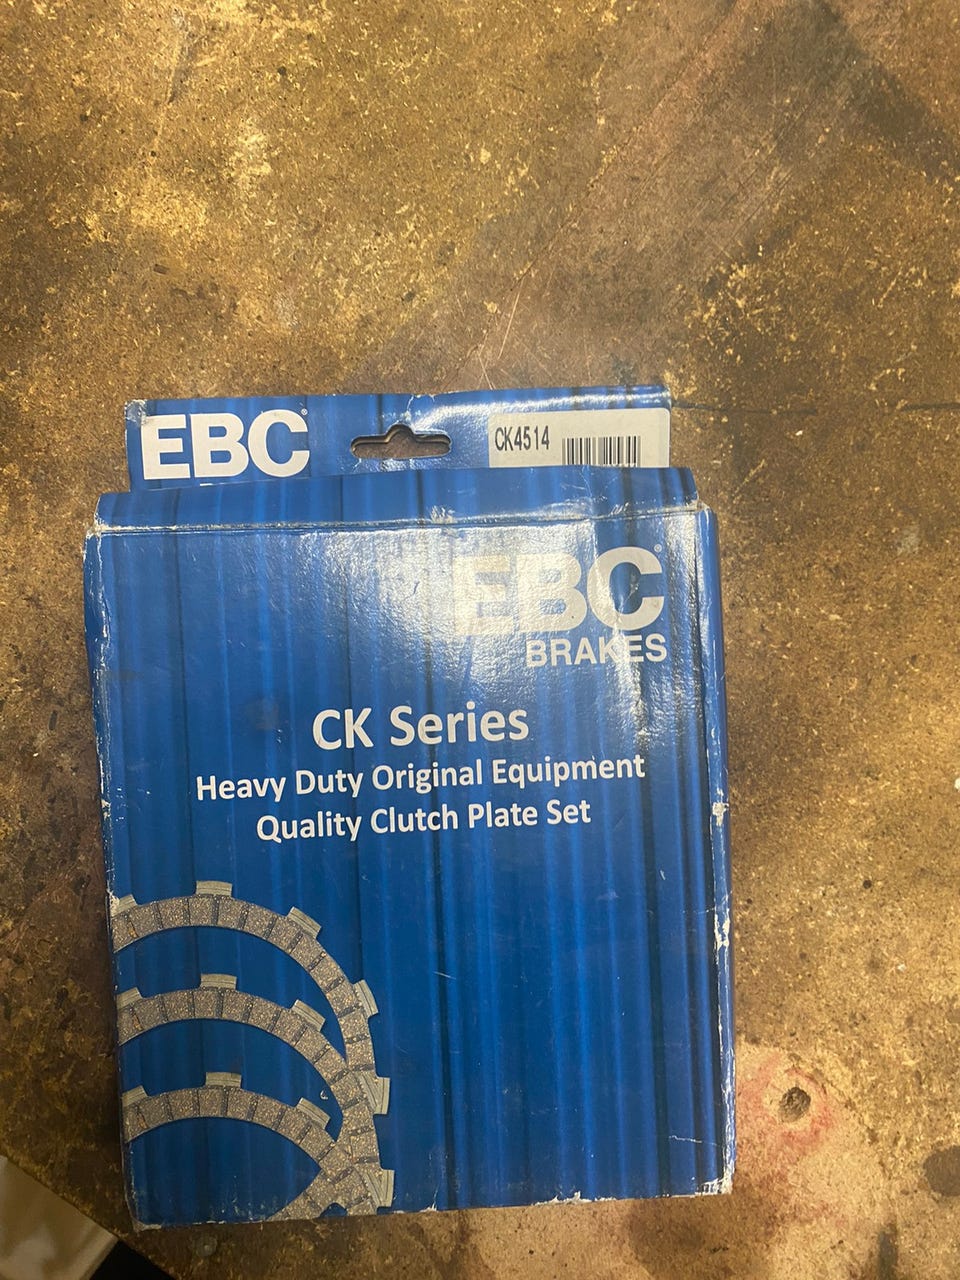 EBC
CK4514
EBC
BRAKES
CK Series
Heavy Duty Original Equipment
Quality Clutch Plate Set